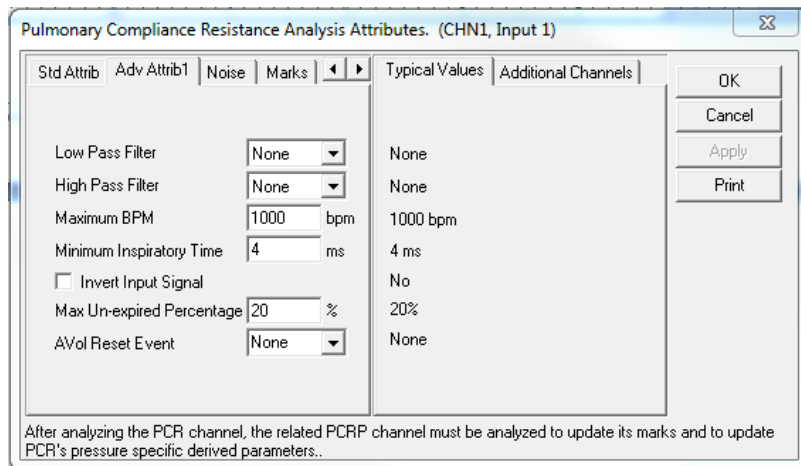 Pulmonary Compliance Resistance Analysis Attributes. (CHN1, Input 1)
Std Attrib Adv Attrib1 Noise Marks Typical Values Additional Channels
OK
Cancel
Apply
Print
Low Pass Filter None None
High Pass Filter None None
Maximum BPM 1000 bpm 1000 bpm
Minimum Inspiratory Time 4 ms 4 ms
Invert Input Signal No
Max Un-expired Percentage 20 % 20%
AVol Reset Event None None
After analyzing the PCR channel, the related PCRP channel must be analyzed to update its marks and to update
PCR's pressure specific derived parameters..